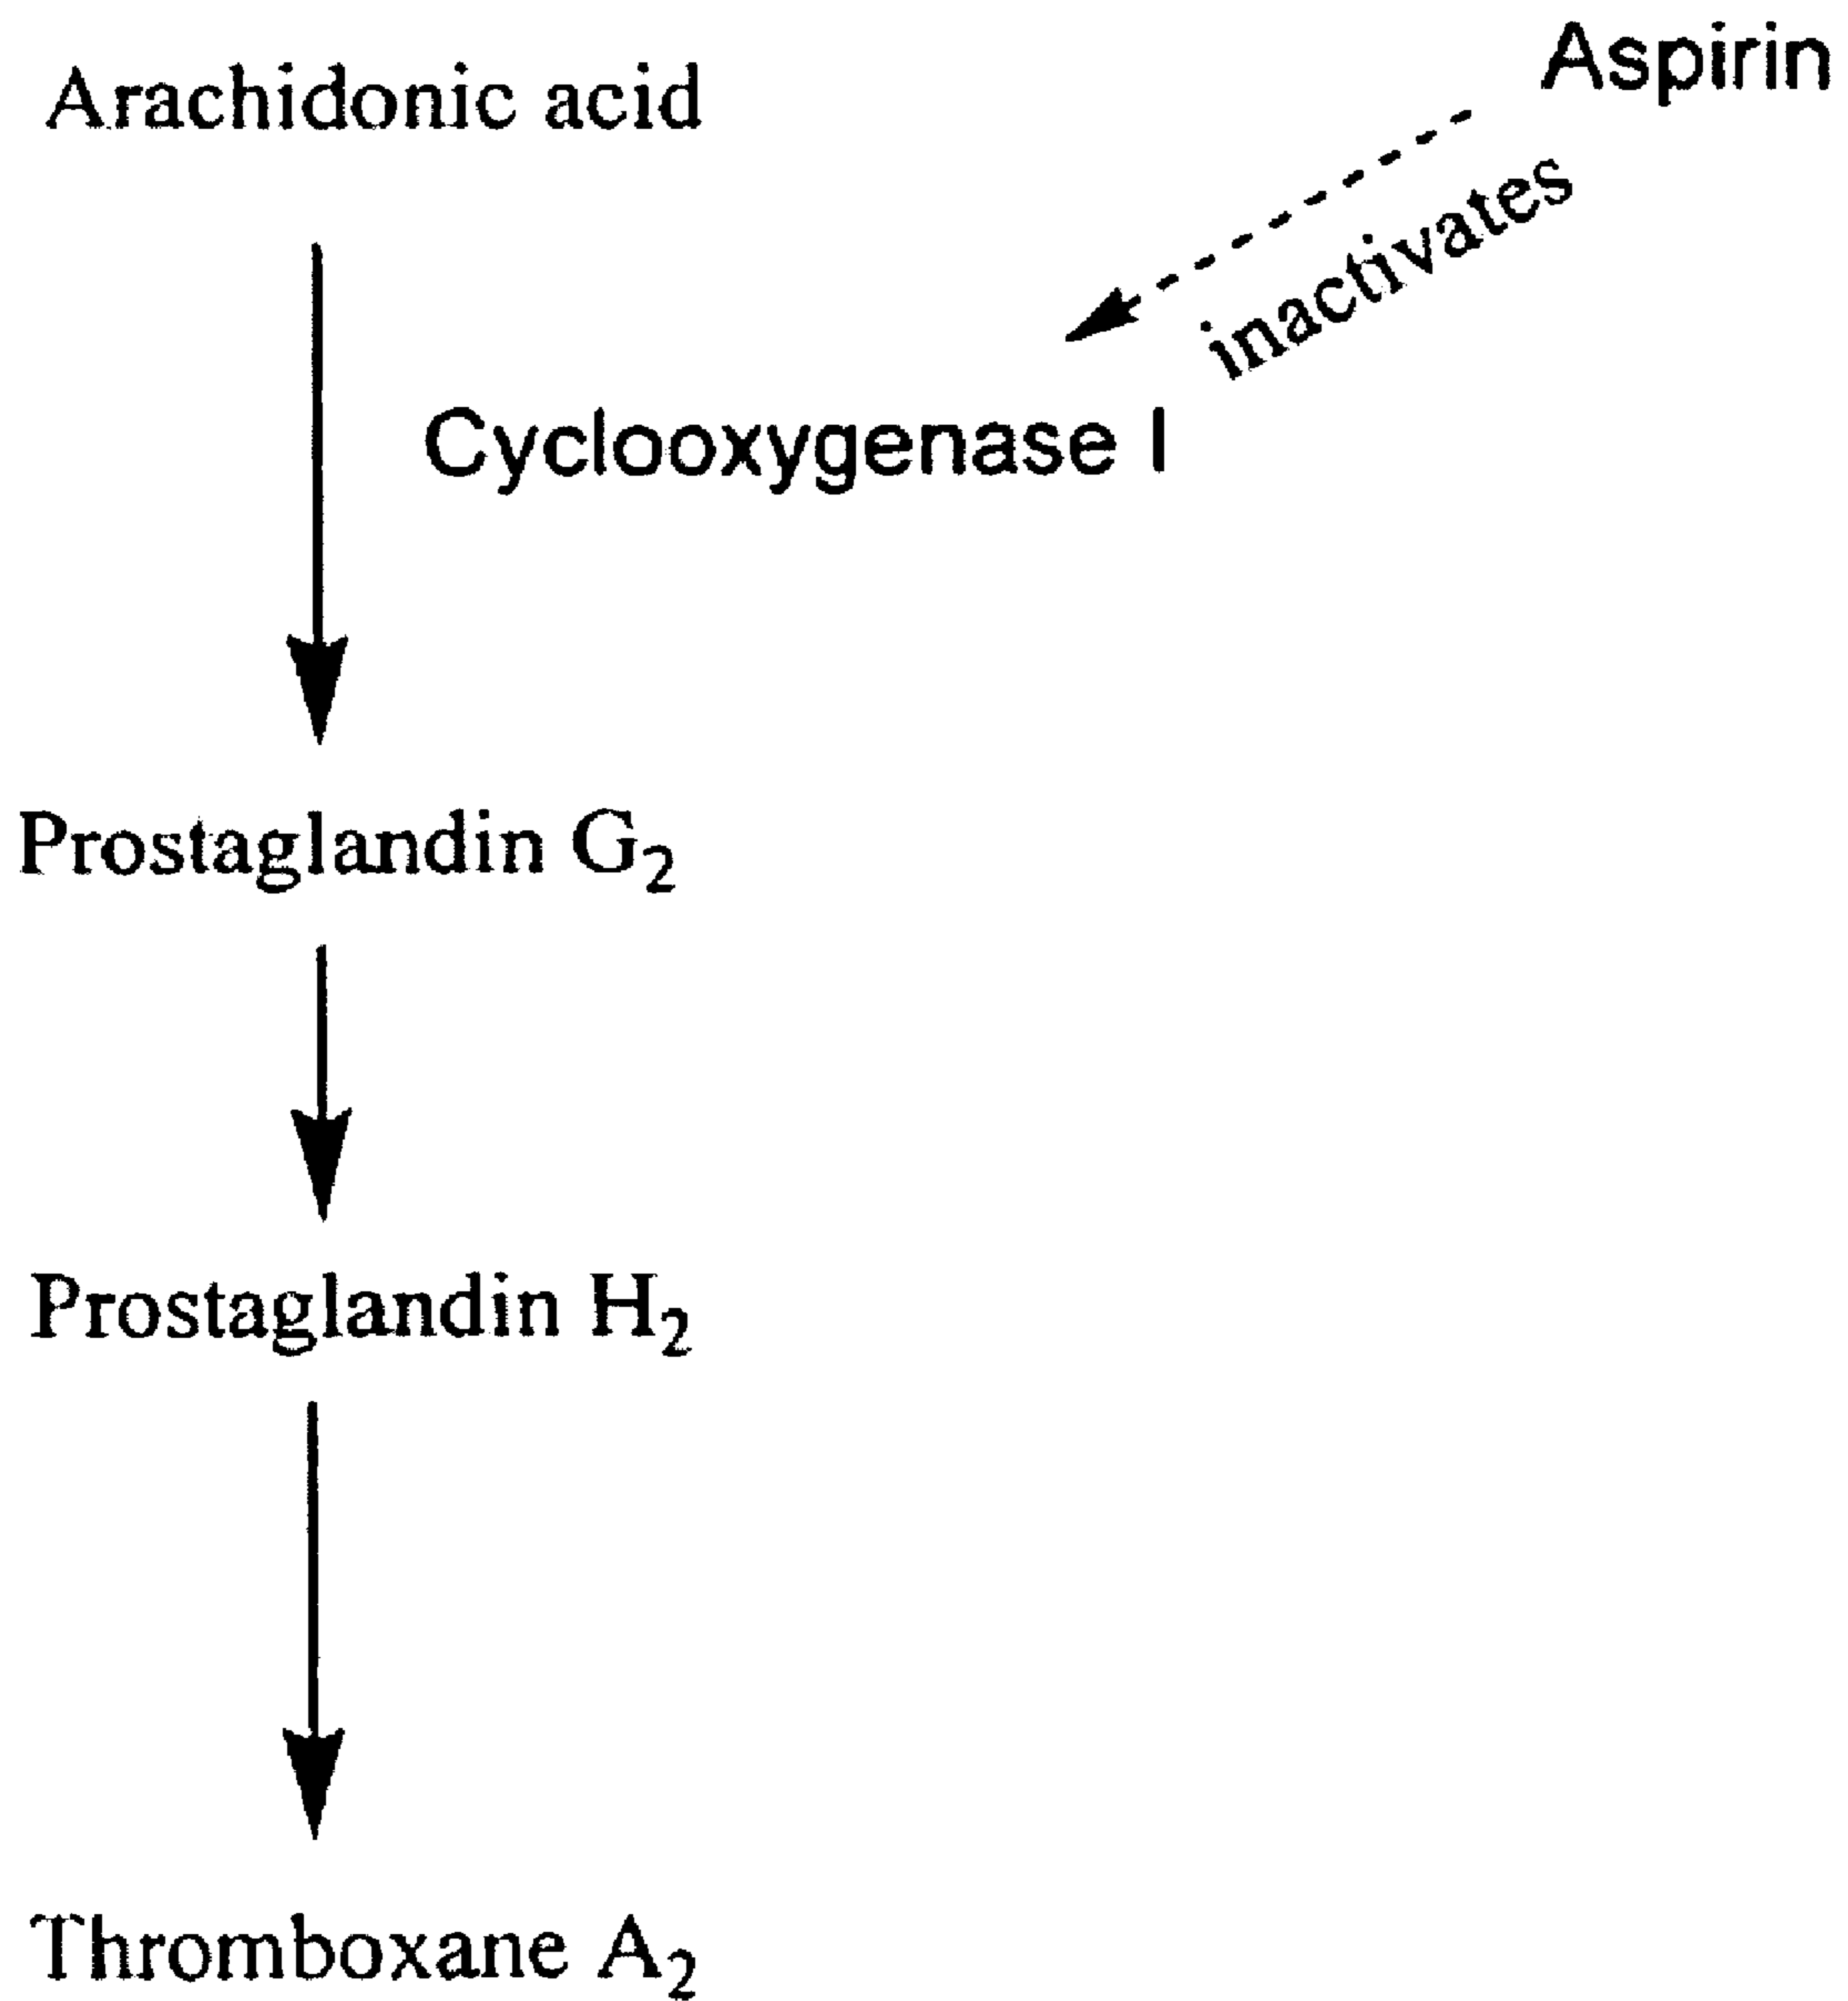 Aspirin
Arachidonic acid
inactivates
Cyclooxygenase I
Prostaglandin G₂
Prostaglandin H₂
Thromboxane A₂